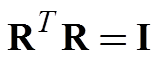 R^T R = I